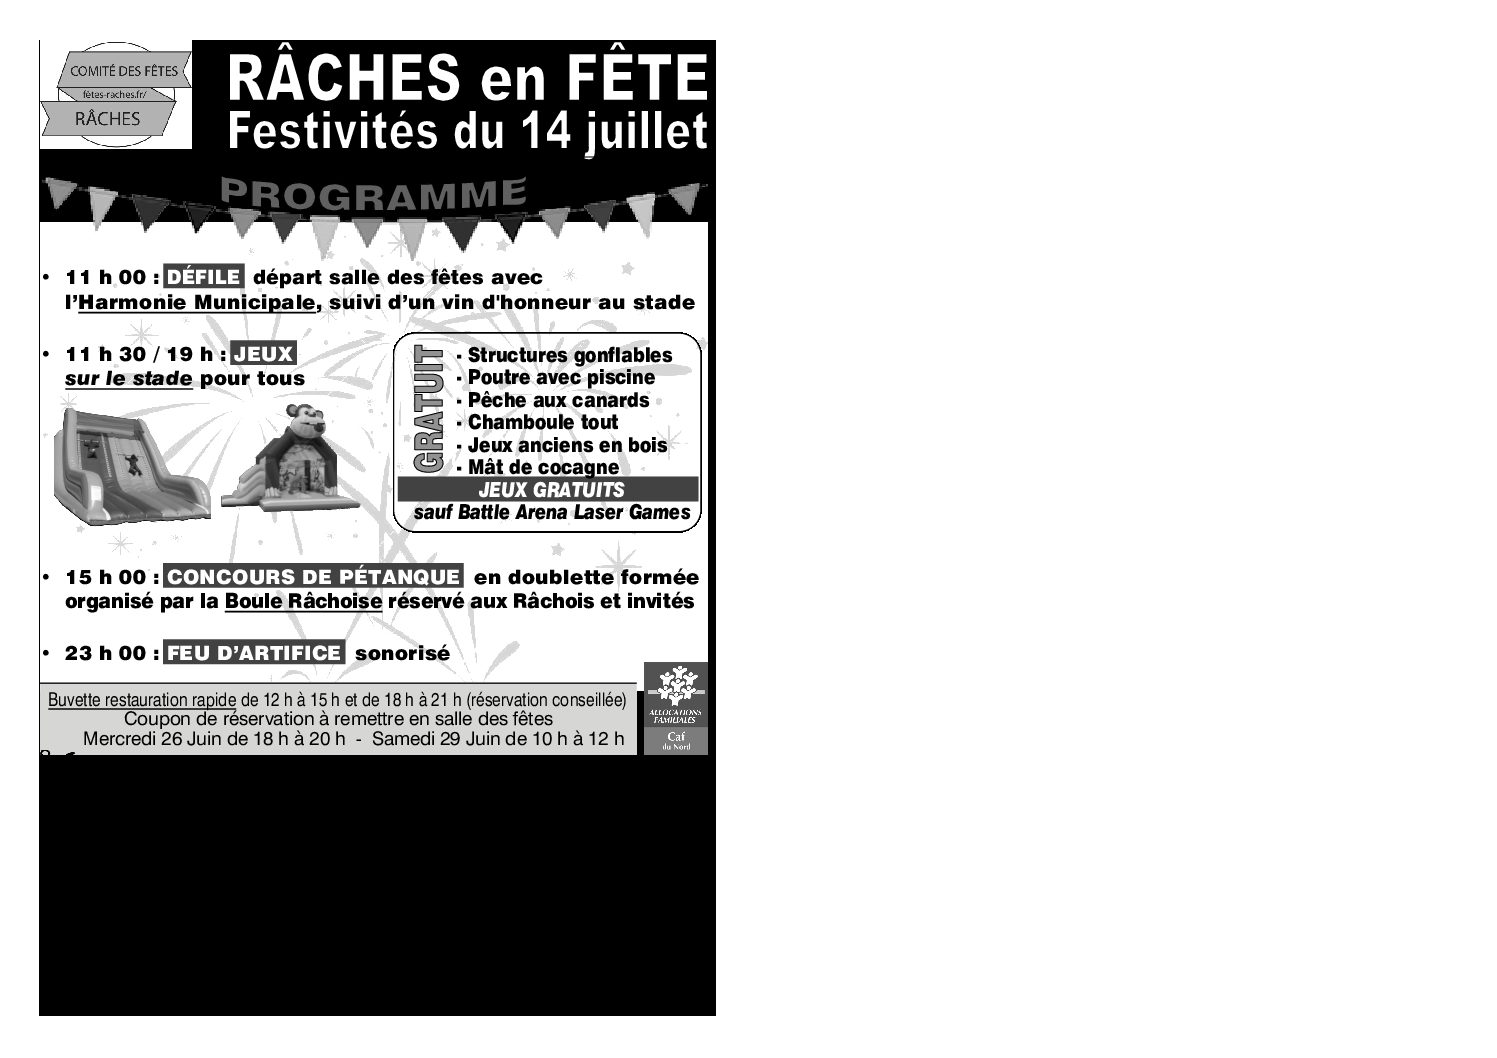 COMITÉ DES FÊTES
fêtes-raches.fr/
RÂCHES
RÂCHES en FÊTE
Festivités du 14 juillet
PROGRAMME
• 11 h 00 : DÉFILE départ salle des fêtes avec
l’Harmonie Municipale, suivi d’un vin d'honneur au stade
• 11 h 30 / 19 h : JEUX
sur le stade pour tous
GRATUIT
- Structures gonflables
- Poutre avec piscine
- Pêche aux canards
- Chamboule tout
- Jeux anciens en bois
- Mât de cocagne
JEUX GRATUITS
sauf Battle Arena Laser Games
• 15 h 00 : CONCOURS DE PÉTANQUE en doublette formée
organisé par la Boule Râchoise réservé aux Râchois et invités
• 23 h 00 : FEU D’ARTIFICE sonorisé
Buvette restauration rapide de 12 h à 15 h et de 18 h à 21 h (réservation conseillée)
Coupon de réservation à remettre en salle des fêtes
Mercredi 26 Juin de 18 h à 20 h - Samedi 29 Juin de 10 h à 12 h
ALLOCATIONS
FAMILIALES
Caf
du Nord